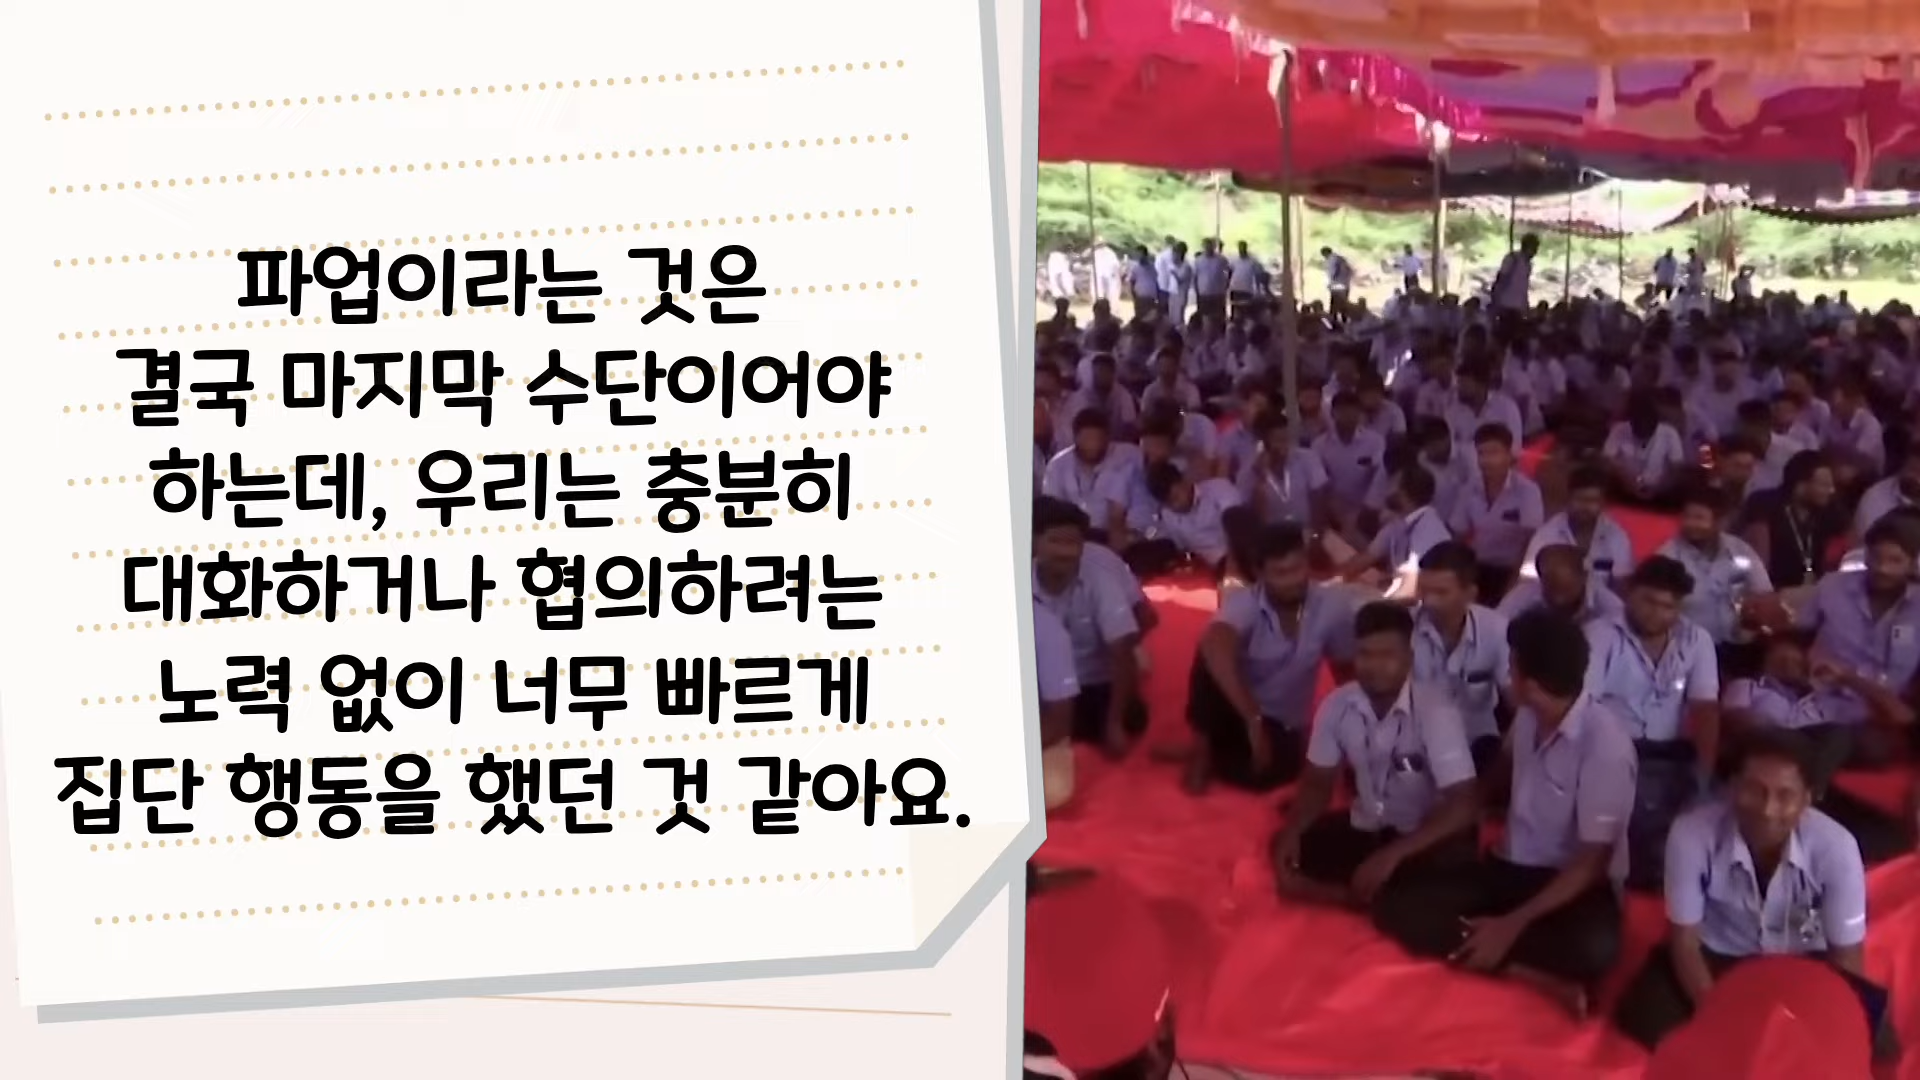 파업이라는 것은
결국 마지막 수단이어야
하는데, 우리는 충분히
대화하거나 협의하려는
노력 없이 너무 빠르게
집단 행동을 했던 것 같아요.